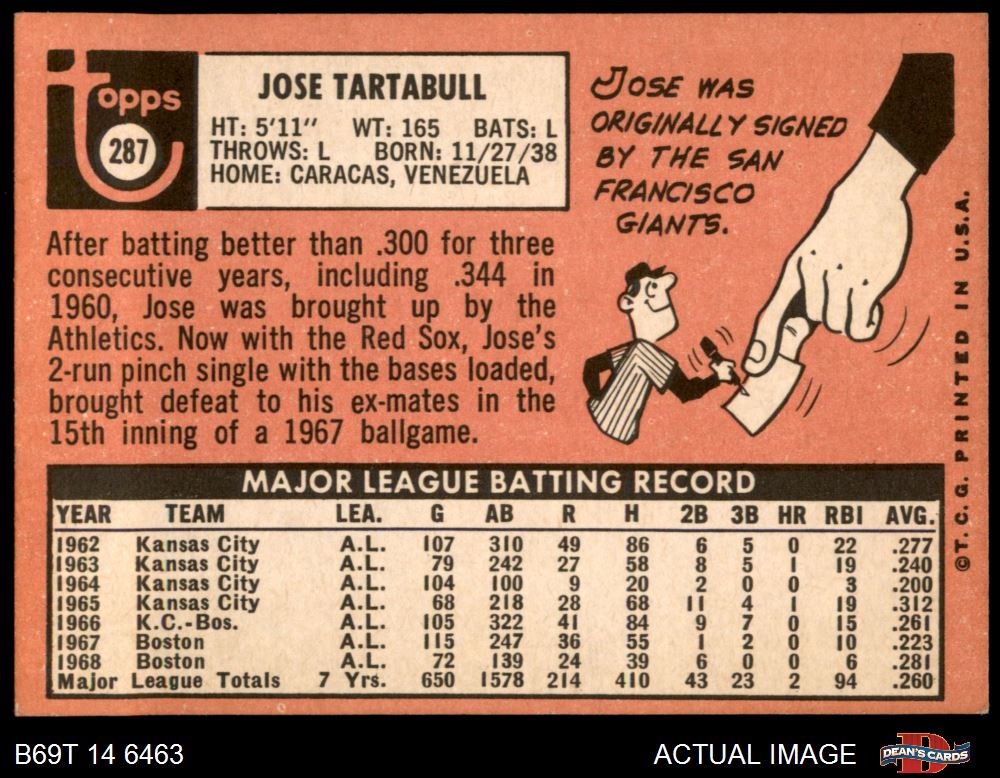 topps
287
JOSE TARTABULL
HT: 5'11" WT: 165 BATS: L
THROWS: L BORN: 11/27/38
HOME: CARACAS, VENEZUELA
JOSE WAS
ORIGINALLY SIGNED
BY THE SAN
FRANCISCO
GIANTS.
After batting better than .300 for three
consecutive years, including .344 in
1960, Jose was brought up by the
Athletics. Now with the Red Sox, Jose's
2-run pinch single with the bases loaded,
brought defeat to his ex-mates in the
15th inning of a 1967 ballgame.
©T. C. G. PRINTED IN U.S.A.
MAJOR LEAGUE BATTING RECORD
YEAR TEAM LEA. G AB R H 2B 3B HR RBI AVG.
1962 Kansas City A.L. 107 310 49 86 6 5 0 22 .277
1963 Kansas City A.L. 79 242 27 58 8 5 1 19 .240
1964 Kansas City A.L. 104 100 9 20 2 0 0 3 .200
1965 Kansas City A.L. 68 218 28 68 11 4 1 19 .312
1966 K.C.-Bos. A.L. 105 322 41 84 9 7 0 15 .261
1967 Boston A.L. 115 247 36 55 1 2 0 10 .223
1968 Boston A.L. 72 139 24 39 6 0 0 6 .281
Major League Totals 7 Yrs. 650 1578 214 410 43 23 2 94 .260
B69T 14 6463
ACTUAL IMAGE
DEAN'S CARDS